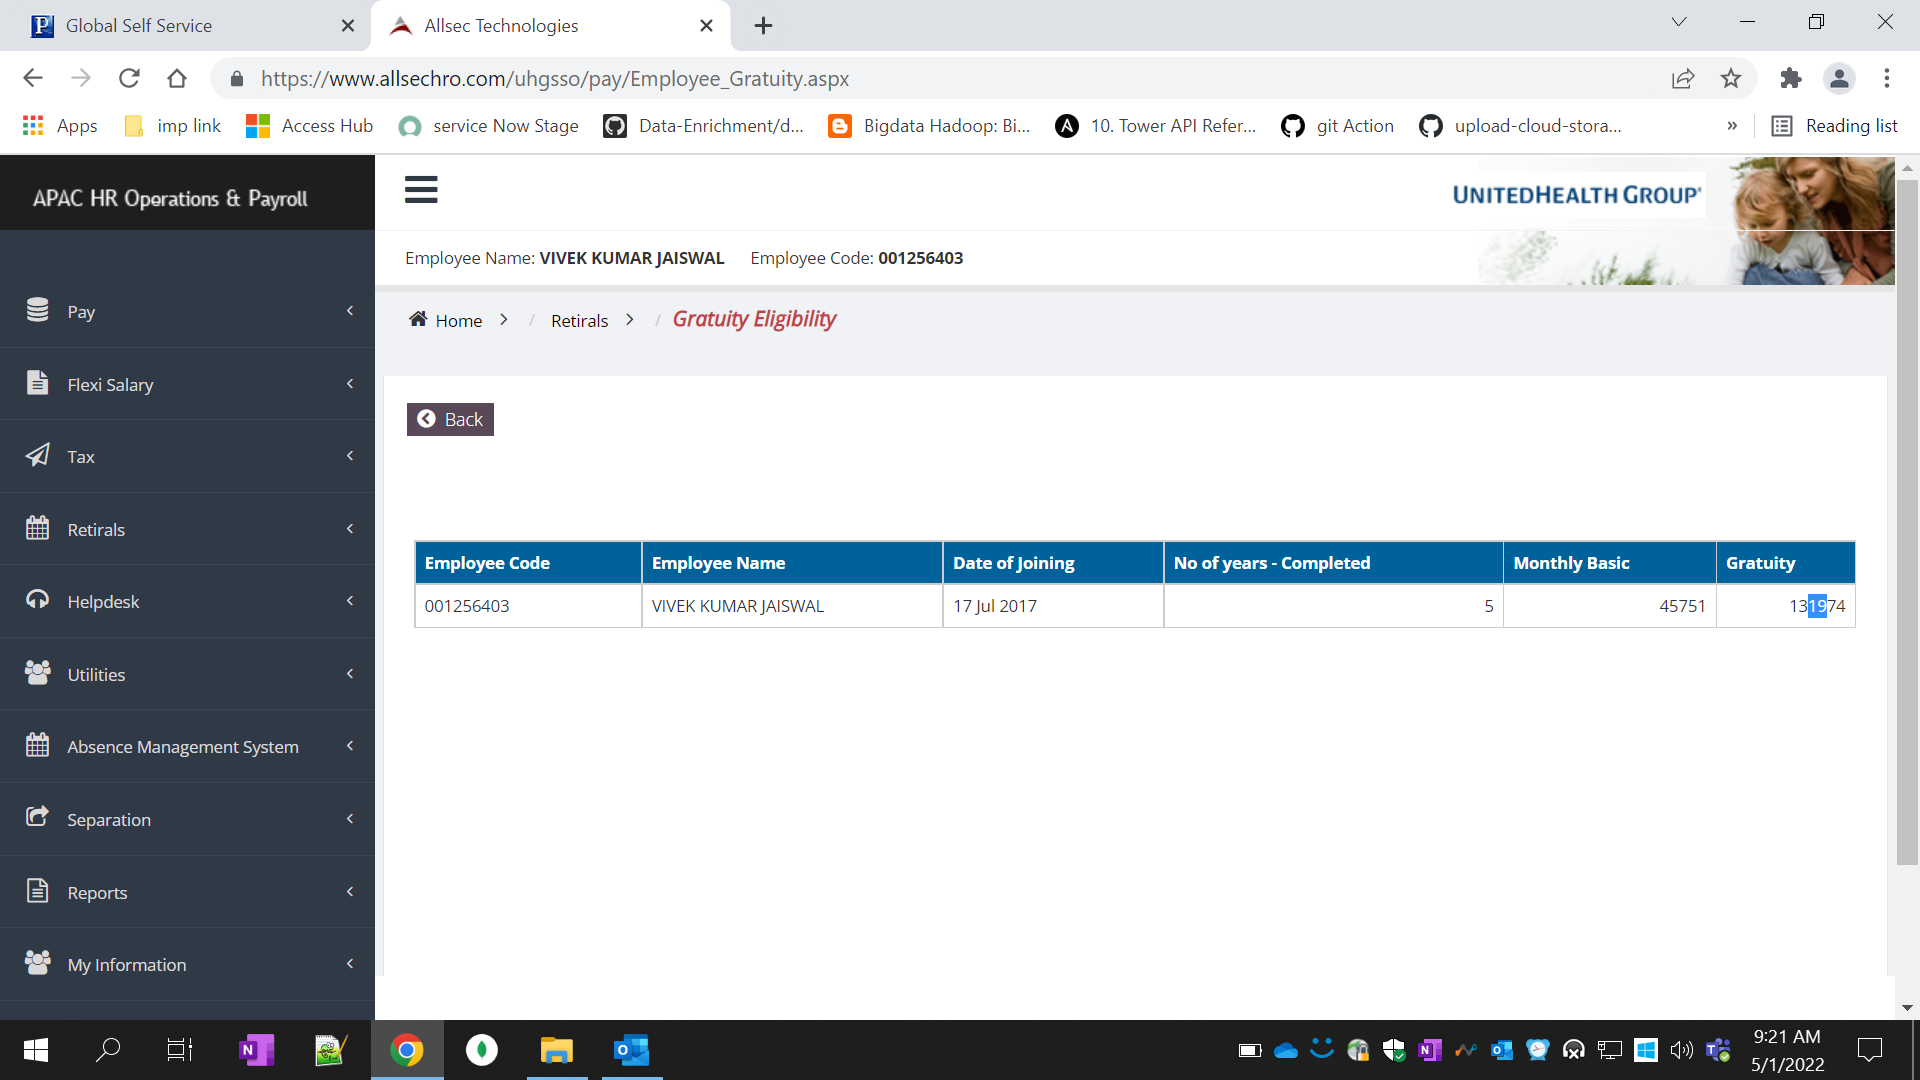 Global Self Service
Allsec Technologies
https://www.allsechro.com/uhgsso/pay/Employee_Gratuity.aspx
Apps imp link Access Hub service Now Stage Data-Enrichment/d... Bigdata Hadoop: Bi... 10. Tower API Refer... git Action upload-cloud-stora... » Reading list
APAC HR Operations & Payroll
UNITEDHEALTH GROUP®
Employee Name: VIVEK KUMAR JAISWAL Employee Code: 001256403
Home > / Retirals > / Gratuity Eligibility
Pay
Flexi Salary
Tax
Retirals
Helpdesk
Utilities
Absence Management System
Separation
Reports
My Information
Back
Employee Code Employee Name Date of Joining No of years - Completed Monthly Basic Gratuity
001256403 VIVEK KUMAR JAISWAL 17 Jul 2017 5 45751 131974
9:21 AM
5/1/2022